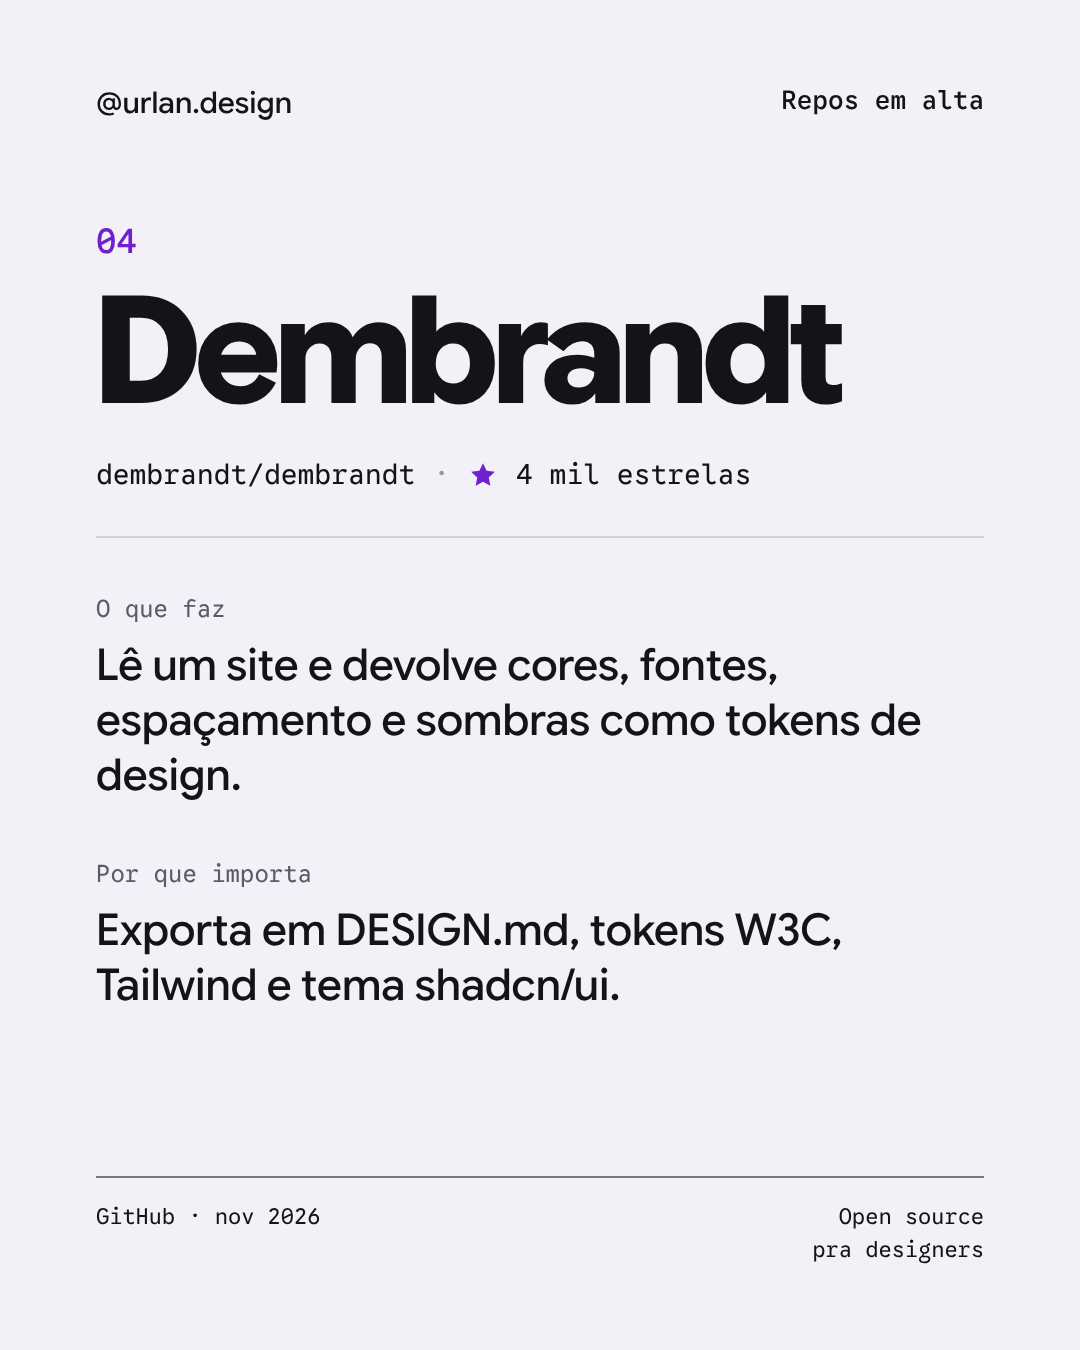 @urlan.design
Repos em alta
04
Dembrandt
dembrandt/dembrandt · ★ 4 mil estrelas
O que faz
Lê um site e devolve cores, fontes,
espaçamento e sombras como tokens de
design.
Por que importa
Exporta em DESIGN.md, tokens W3C,
Tailwind e tema shadcn/ui.
GitHub · nov 2026
Open source
pra designers